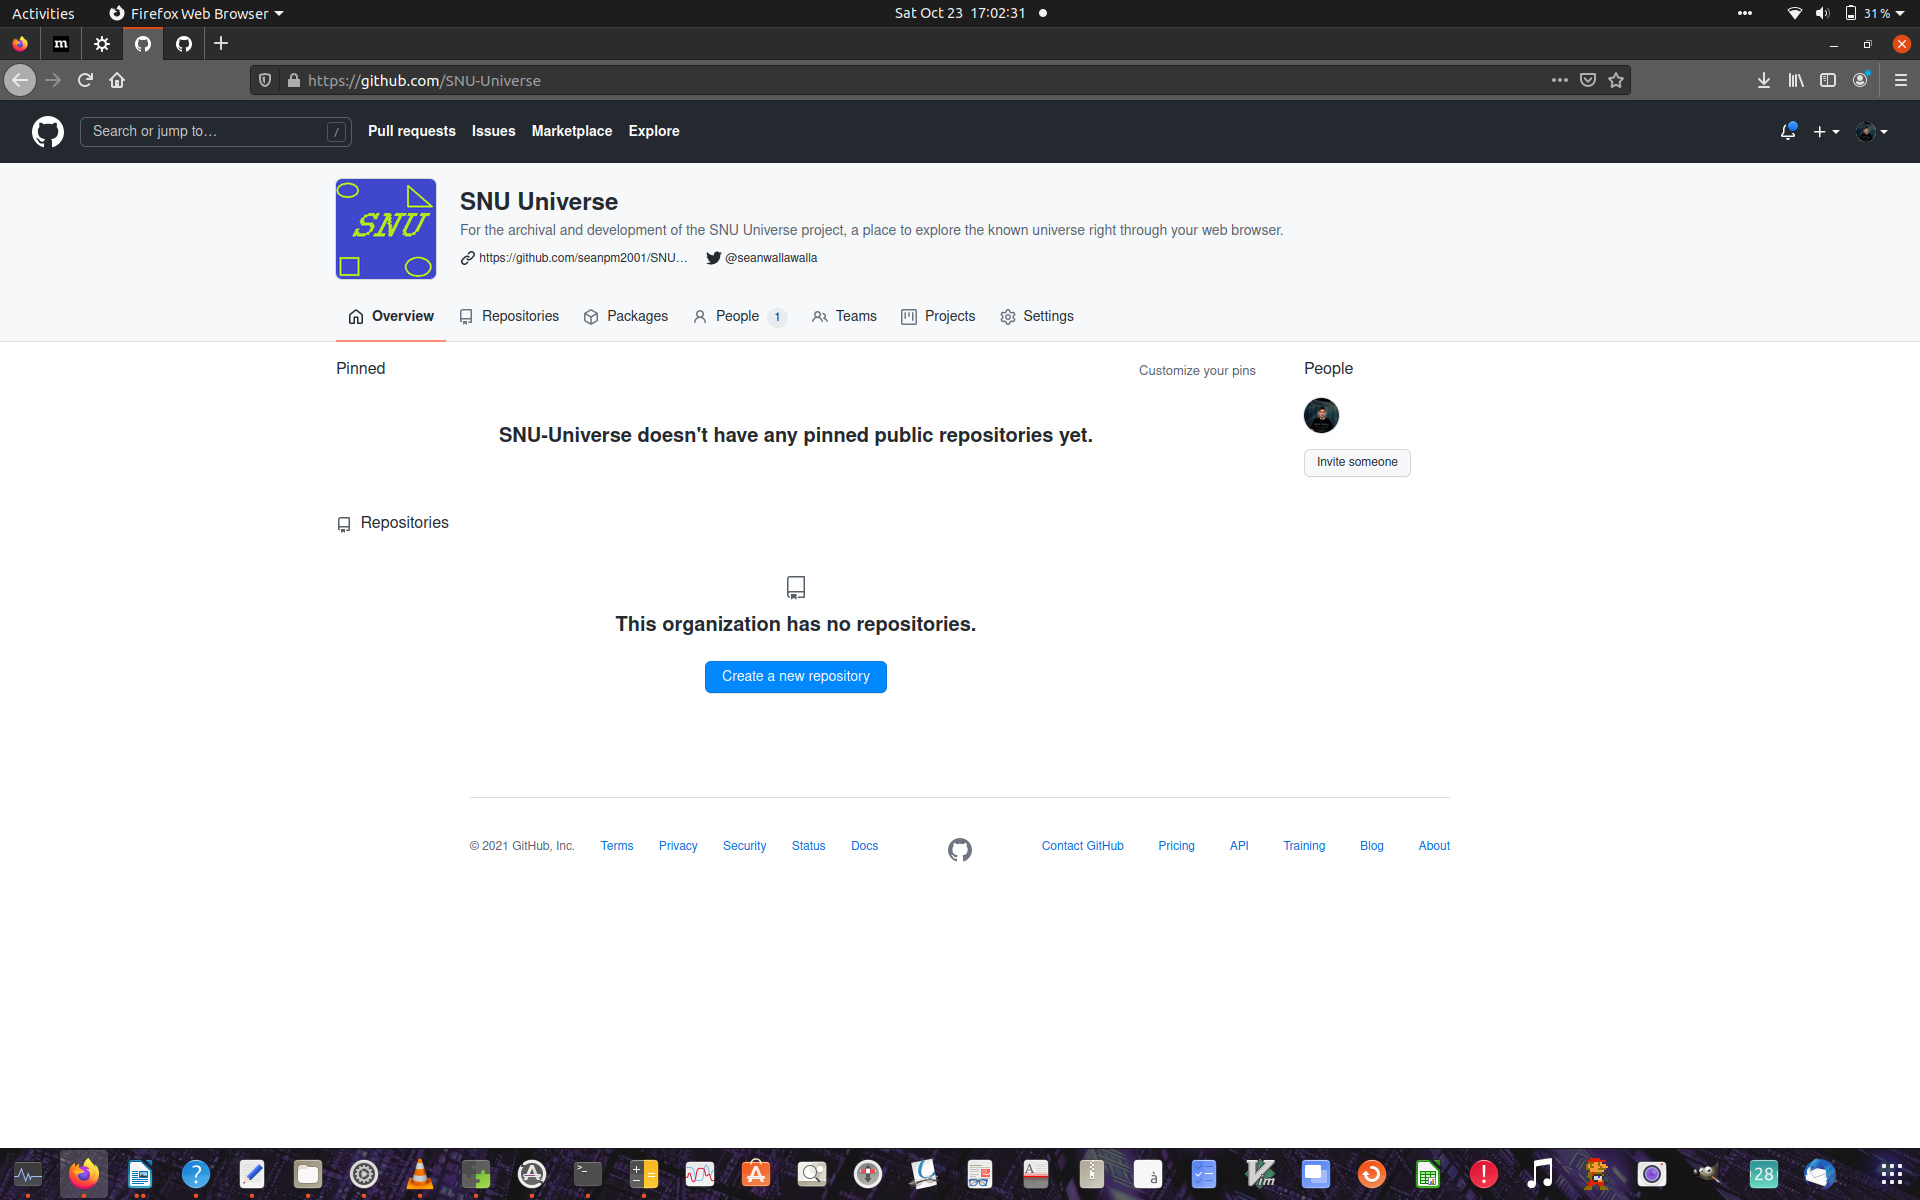 Activities Firefox Web Browser Sat Oct 23 17:02:31 31%
m
https://github.com/SNU-Universe
Search or jump to… / Pull requests Issues Marketplace Explore
SNU
SNU Universe
For the archival and development of the SNU Universe project, a place to explore the known universe right through your web browser.
https://github.com/seanpm2001/SNU... @seanwallawalla
Overview Repositories Packages People 1 Teams Projects Settings
Pinned Customize your pins People
SNU-Universe doesn't have any pinned public repositories yet.
Invite someone
Repositories
This organization has no repositories.
Create a new repository
© 2021 GitHub, Inc. Terms Privacy Security Status Docs Contact GitHub Pricing API Training Blog About
? >_ A à Vim ! 28